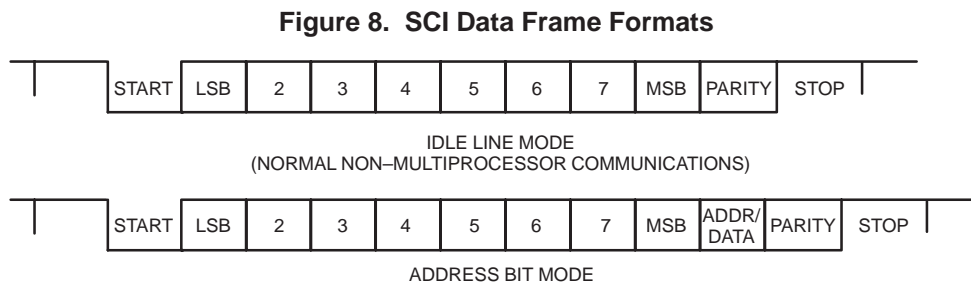 Figure 8. SCI Data Frame Formats
START LSB 2 3 4 5 6 7 MSB PARITY STOP
IDLE LINE MODE
(NORMAL NON–MULTIPROCESSOR COMMUNICATIONS)
START LSB 2 3 4 5 6 7 MSB ADDR/ DATA PARITY STOP
ADDRESS BIT MODE